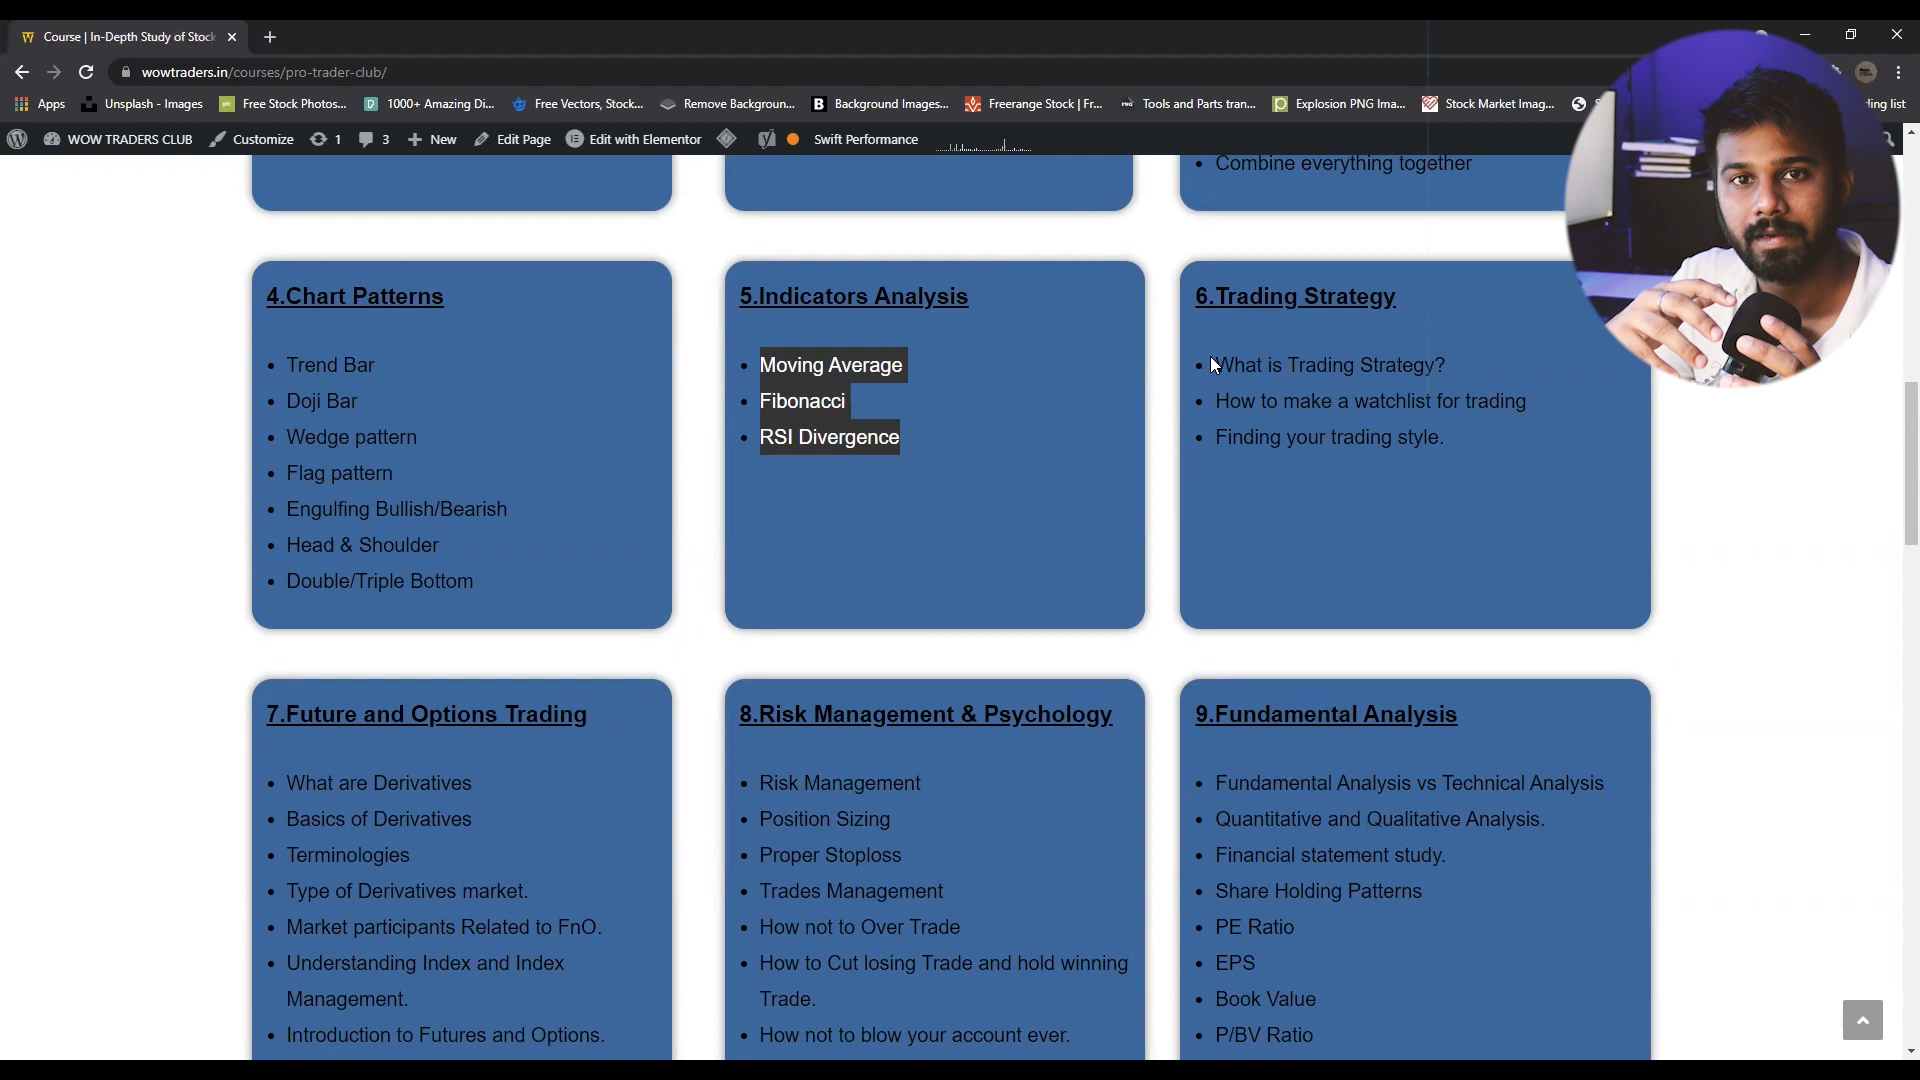 Course | In-Depth Study of Stock
wowtraders.in/courses/pro-trader-club/
Apps
Unsplash - Images
Free Stock Photos...
1000+ Amazing Di...
Free Vectors, Stock...
Remove Backgroun...
Background Images...
Freerange Stock | Fr...
Tools and Parts tran...
Explosion PNG Ima...
Stock Market Imag...
WOW TRADERS CLUB
Customize
1
3
New
Edit Page
Edit with Elementor
Swift Performance
• Combine everything together
4.Chart Patterns
• Trend Bar
• Doji Bar
• Wedge pattern
• Flag pattern
• Engulfing Bullish/Bearish
• Head & Shoulder
• Double/Triple Bottom
5.Indicators Analysis
• Moving Average
• Fibonacci
• RSI Divergence
6.Trading Strategy
• What is Trading Strategy?
• How to make a watchlist for trading
• Finding your trading style.
7.Future and Options Trading
• What are Derivatives
• Basics of Derivatives
• Terminologies
• Type of Derivatives market.
• Market participants Related to FnO.
• Understanding Index and Index
Management.
• Introduction to Futures and Options.
8.Risk Management & Psychology
• Risk Management
• Position Sizing
• Proper Stoploss
• Trades Management
• How not to Over Trade
• How to Cut losing Trade and hold winning
Trade.
• How not to blow your account ever.
9.Fundamental Analysis
• Fundamental Analysis vs Technical Analysis
• Quantitative and Qualitative Analysis.
• Financial statement study.
• Share Holding Patterns
• PE Ratio
• EPS
• Book Value
• P/BV Ratio